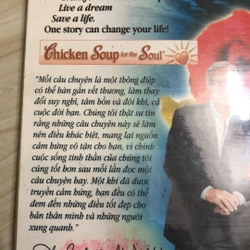 Live a dream
Save a life.
One story can change your life!
Chicken Soup for the Soul
"Mỗi câu chuyện là một thông điệp
có thể hàn gắn vết thương, làm thay
đổi suy nghĩ, tâm hồn và đôi khi, cả
cuộc đời. Chúng tôi thật sự tin
rằng những câu chuyện này sẽ làm
nên điều khác biệt, mang lại nguồn
cảm hứng vô tận cho bạn, vì chính
cuộc sống tinh thần của chúng tôi
cũng tốt hơn sau mỗi lần đọc một
câu chuyện hay. Một khi đã được
truyền cảm hứng, bạn đều có thể
đem đến những điều tốt đẹp cho
bản thân mình và những người
xung quanh."